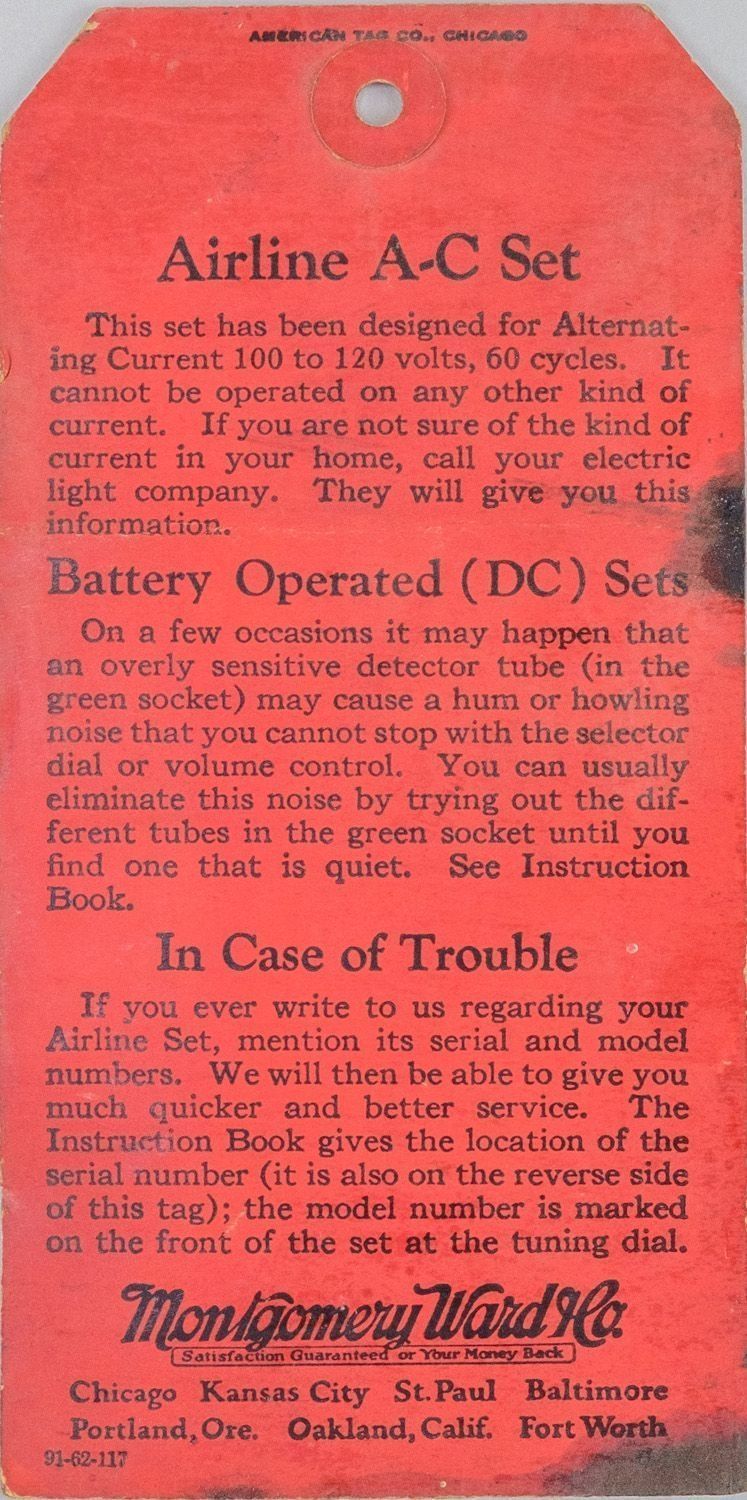 AMERICAN TAG CO., CHICAGO
Airline A-C Set
This set has been designed for Alternat-
ing Current 100 to 120 volts, 60 cycles. It
cannot be operated on any other kind of
current. If you are not sure of the kind of
current in your home, call your electric
light company. They will give you this
information.
Battery Operated (DC) Sets
On a few occasions it may happen that
an overly sensitive detector tube (in the
green socket) may cause a hum or howling
noise that you cannot stop with the selector
dial or volume control. You can usually
eliminate this noise by trying out the dif-
ferent tubes in the green socket until you
find one that is quiet. See Instruction
Book.
In Case of Trouble
If you ever write to us regarding your
Airline Set, mention its serial and model
numbers. We will then be able to give you
much quicker and better service. The
Instruction Book gives the location of the
serial number (it is also on the reverse side
of this tag); the model number is marked
on the front of the set at the tuning dial.
Montgomery Ward & Co.
Satisfaction Guaranteed or Your Money Back
Chicago Kansas City St. Paul Baltimore
Portland, Ore. Oakland, Calif. Fort Worth
91-62-117